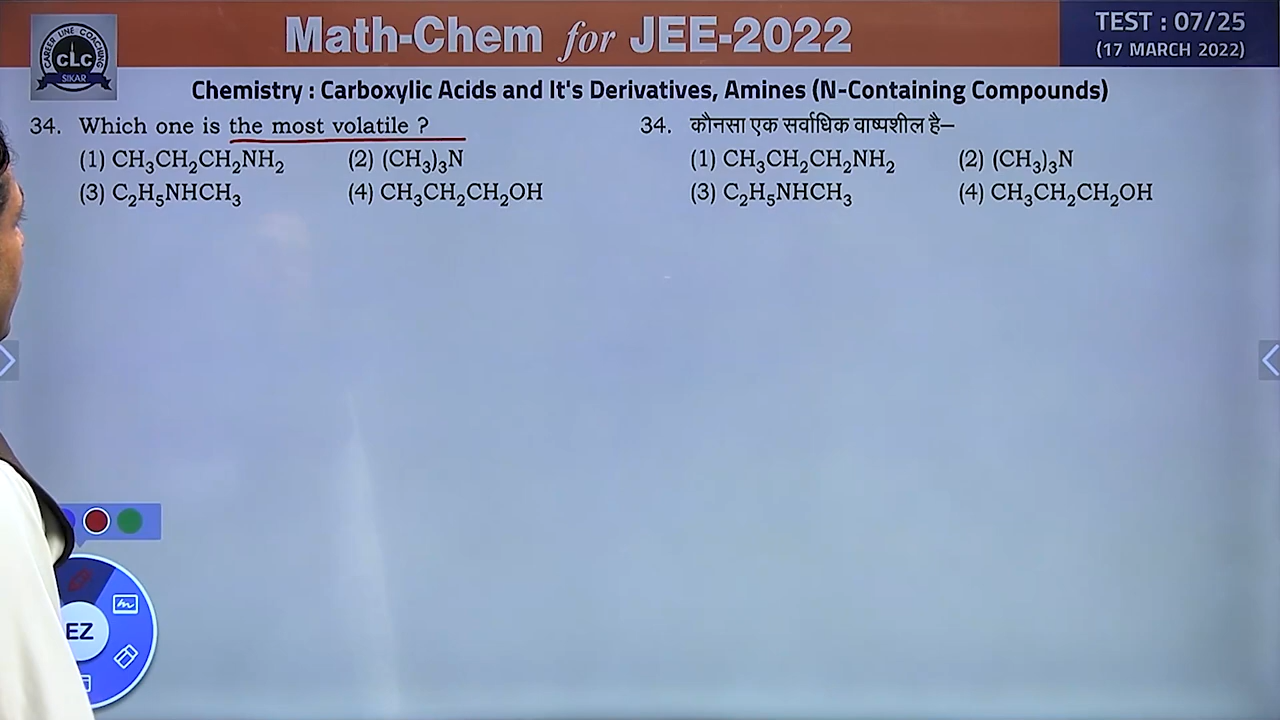 Math-Chem for JEE-2022
TEST : 07/25
(17 MARCH 2022)
CAREER LINE COACHING
CLC
SIKAR
Chemistry : Carboxylic Acids and It's Derivatives, Amines (N-Containing Compounds)
34. Which one is the most volatile ?
(1) CH₃CH₂CH₂NH₂ (2) (CH₃)₃N
(3) C₂H₅NHCH₃ (4) CH₃CH₂CH₂OH
34. कौनसा एक सर्वाधिक वाष्पशील है–
(1) CH₃CH₂CH₂NH₂ (2) (CH₃)₃N
(3) C₂H₅NHCH₃ (4) CH₃CH₂CH₂OH
EZ